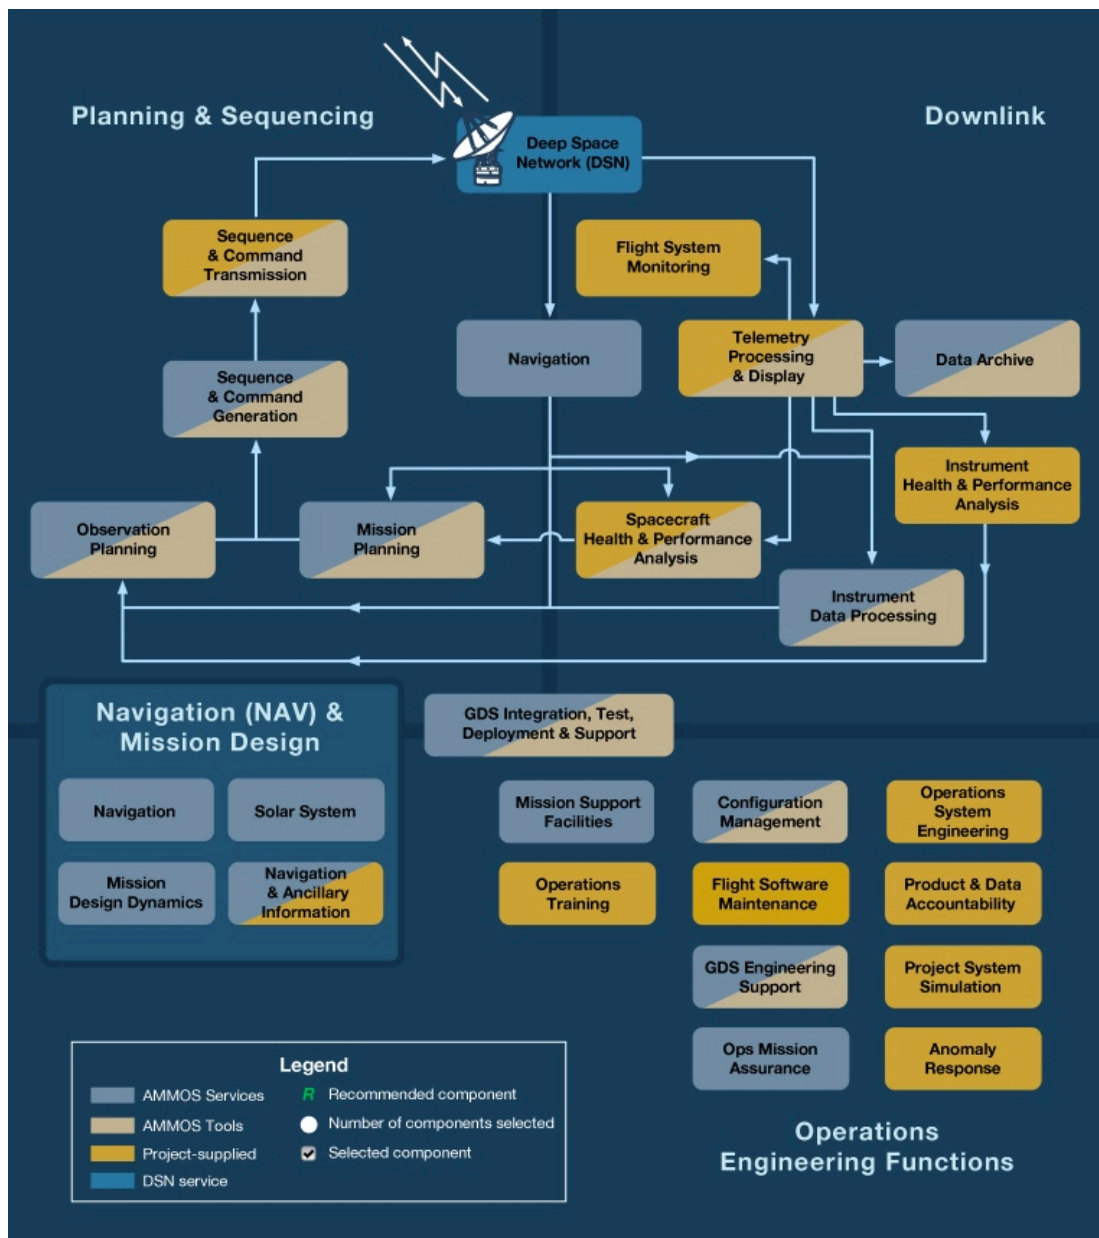 Planning & Sequencing
Downlink
Deep Space
Network (DSN)
Sequence
& Command
Transmission
Flight System
Monitoring
Navigation
Telemetry
Processing
& Display
Data Archive
Sequence
& Command
Generation
Instrument
Health & Performance
Analysis
Observation
Planning
Mission
Planning
Spacecraft
Health & Performance
Analysis
Instrument
Data Processing
Navigation (NAV) &
Mission Design
Navigation
Solar System
Mission
Design Dynamics
Navigation
& Ancillary
Information
GDS Integration, Test,
Deployment & Support
Mission Support
Facilities
Configuration
Management
Operations
System
Engineering
Operations
Training
Flight Software
Maintenance
Product & Data
Accountability
GDS Engineering
Support
Project System
Simulation
Ops Mission
Assurance
Anomaly
Response
Operations
Engineering Functions
Legend
AMMOS Services
AMMOS Tools
Project-supplied
DSN service
R Recommended component
Number of components selected
Selected component